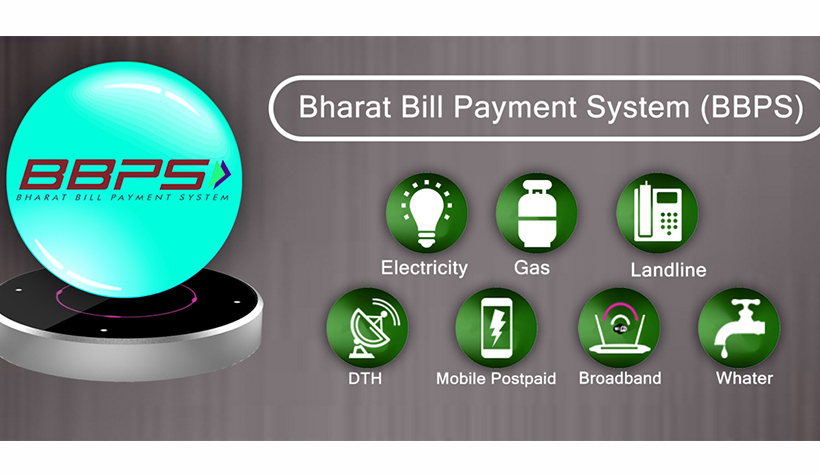 BBPS
BHARAT BILL PAYMENT SYSTEM
Bharat Bill Payment System (BBPS)
Electricity
Gas
Landline
DTH
Mobile Postpaid
Broadband
Whater